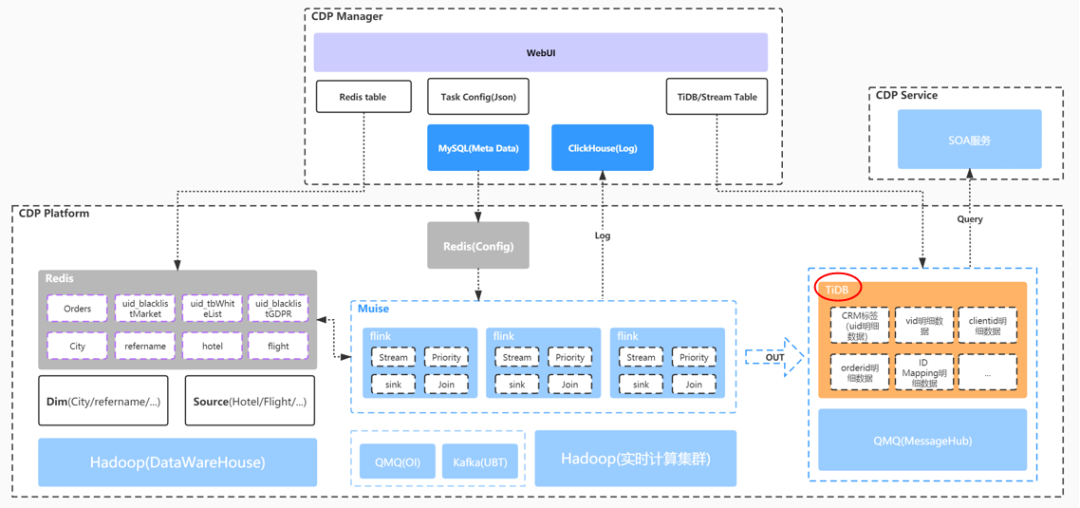 CDP Manager
WebUI
Redis table
Task Config(Json)
TiDB/Stream Table
MySQL(Meta Data)
ClickHouse(Log)
CDP Service
SOA服务
CDP Platform
Redis(Config)
Log
Query
Redis
Orders
uid_blacklis
tMarket
uid_tbWhit
eList
uid_blacklis
tGDPR
City
refername
hotel
flight
Dim(City/refername/...)
Source(Hotel/Flight/...)
Hadoop(DataWareHouse)
Muise
flink
Stream
Priority
sink
Join
flink
Stream
Priority
sink
Join
flink
Stream
Priority
sink
Join
QMQ(OI)
Kafka(UBT)
Hadoop(实时计算集群)
OUT
TiDB
CRM标签
（uid明细
数据)
vid明细数
据
clientid明
细数据
orderid明
细数据
ID
Mapping明
细数据
...
QMQ(MessageHub)